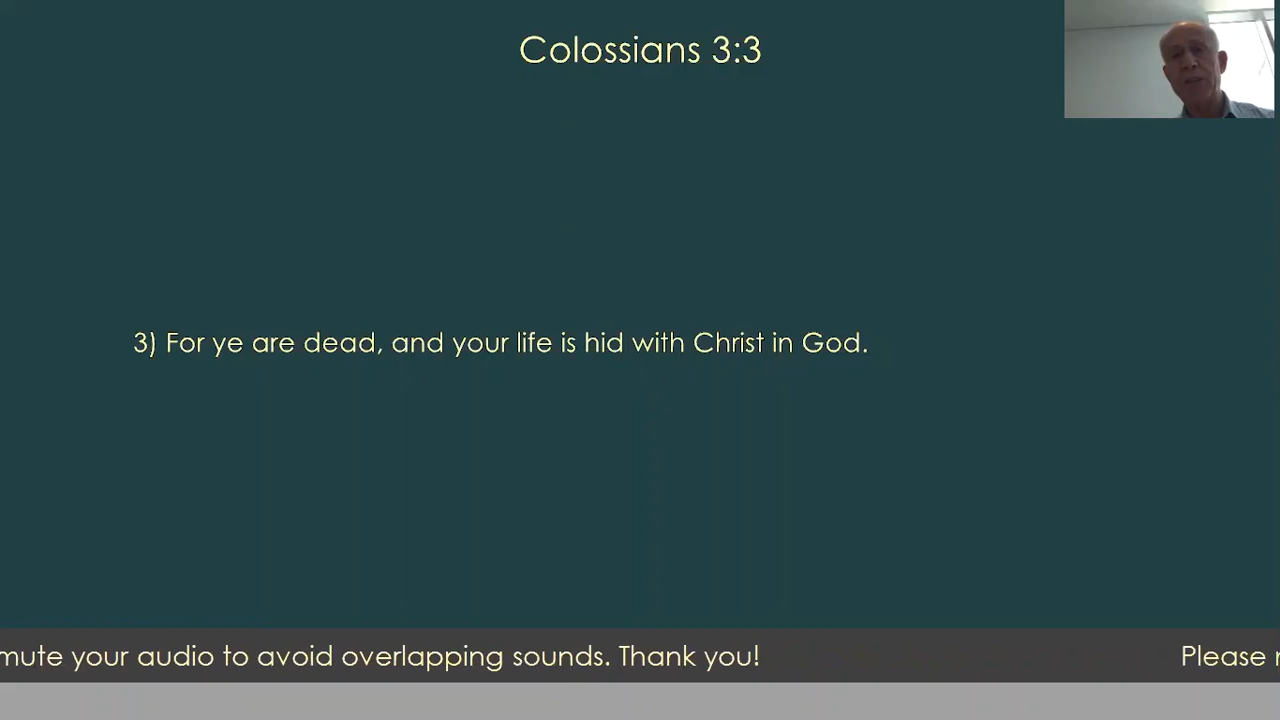 Colossians 3:3
3) For ye are dead, and your life is hid with Christ in God.
mute your audio to avoid overlapping sounds. Thank you! Please